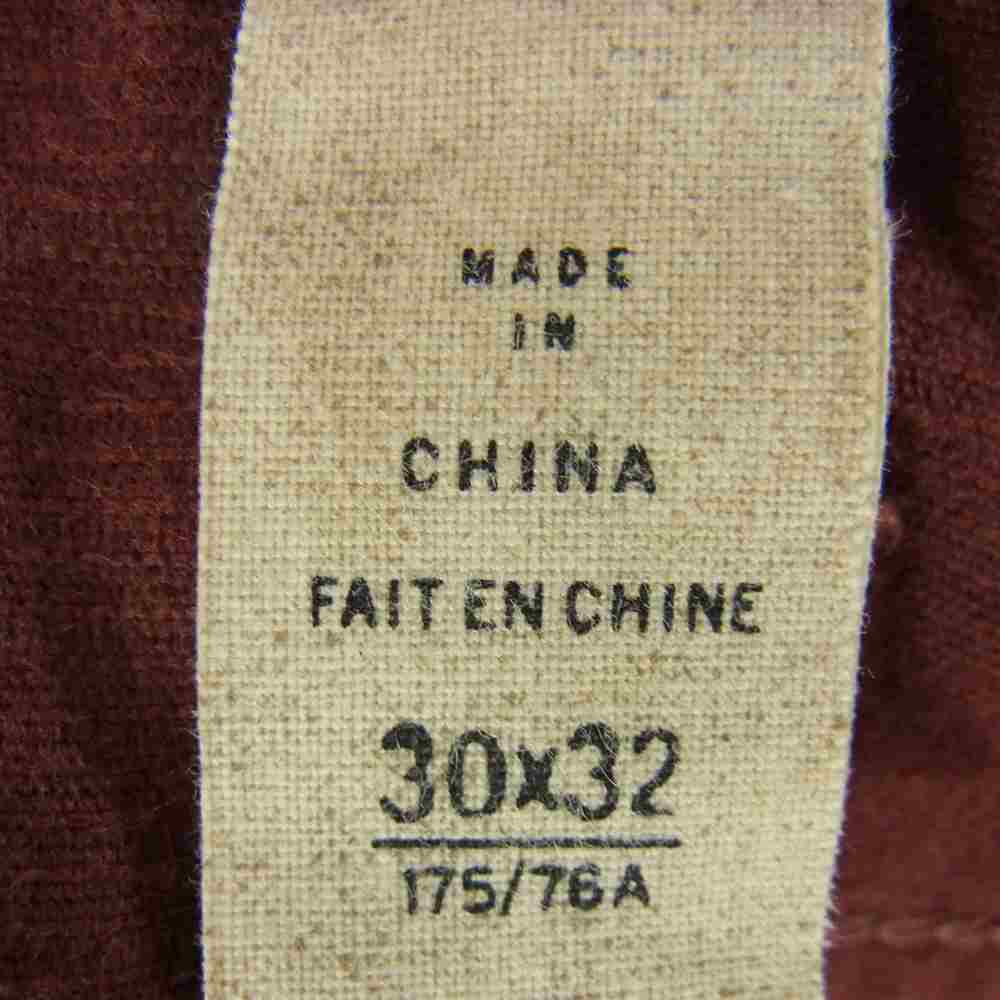 MADE
IN
CHINA
FAIT EN CHINE
30x32
175/76A